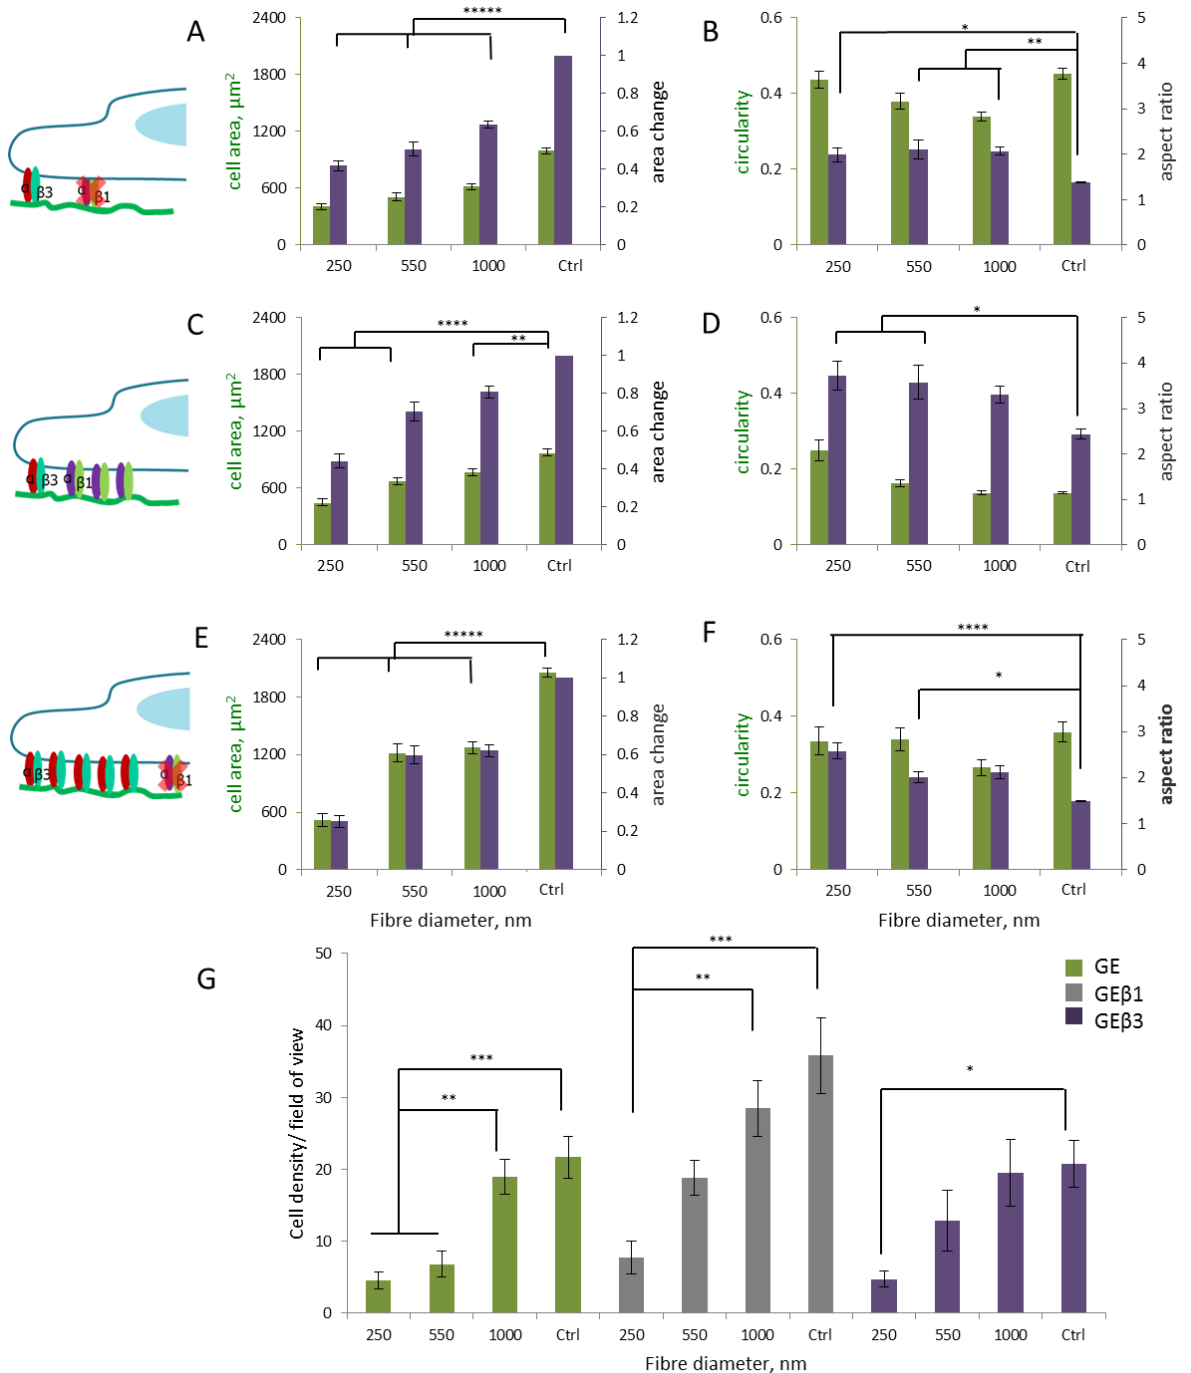 A
2400
1800
1200
600
0
cell area, µm²
*****
1.2
1
0.8
0.6
0.4
0.2
0
area change
250 550 1000 Ctrl
α β3 α β1
B
0.6
0.4
0.2
0
circularity
*
**
5
4
3
2
1
0
aspect ratio
250 550 1000 Ctrl
C
2400
1800
1200
600
0
cell area, µm²
****
**
1.2
1
0.8
0.6
0.4
0.2
0
area change
250 550 1000 Ctrl
α β3 α β1
D
0.6
0.4
0.2
0
circularity
*
5
4
3
2
1
0
aspect ratio
250 550 1000 Ctrl
E
2400
1800
1200
600
0
cell area, µm²
*****
1.2
1
0.8
0.6
0.4
0.2
0
area change
250 550 1000 Ctrl
Fibre diameter, nm
α β3 α β1
F
0.6
0.4
0.2
0
circularity
****
*
5
4
3
2
1
0
aspect ratio
250 550 1000 Ctrl
Fibre diameter, nm
G
50
40
30
20
10
0
Cell density/ field of view
***
**
***
**
*
GE
GEβ1
GEβ3
250 550 1000 Ctrl 250 550 1000 Ctrl 250 550 1000 Ctrl
Fibre diameter, nm